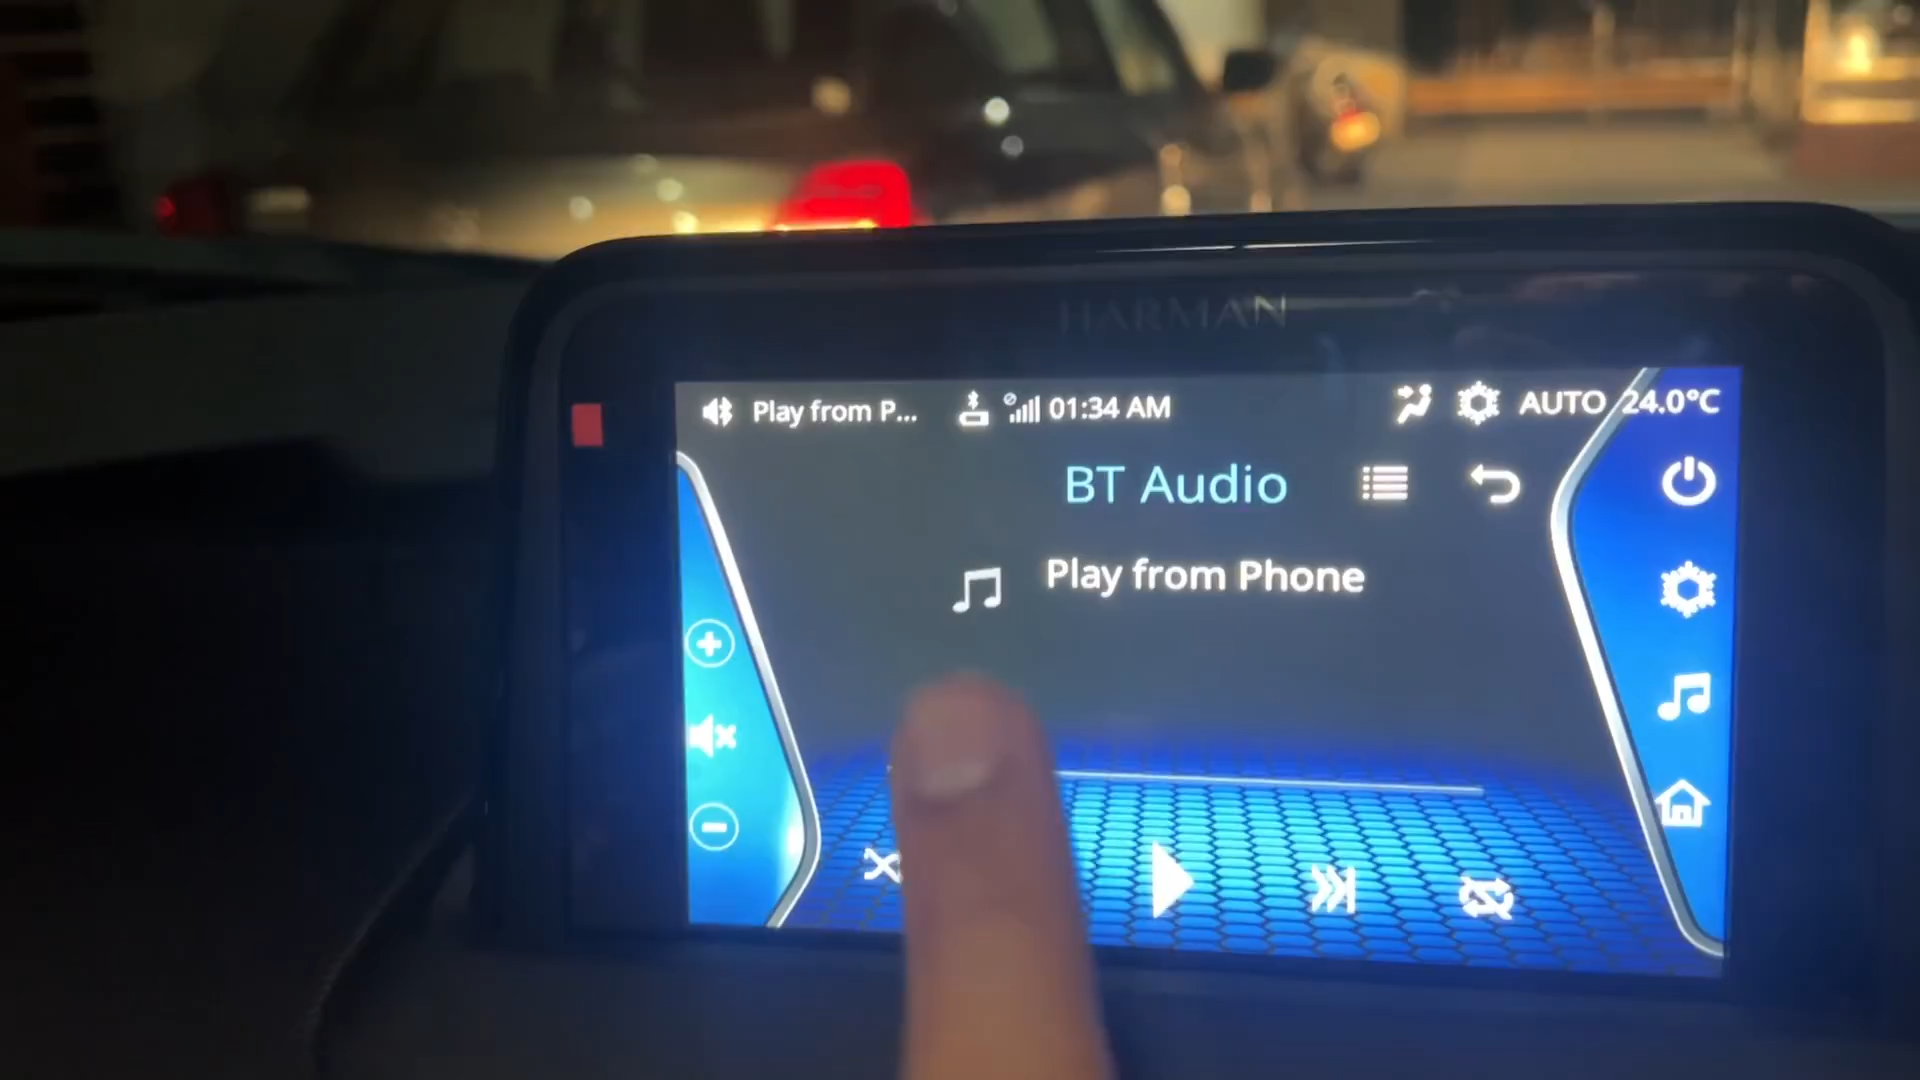 HARMAN
Play from P... 01:34 AM AUTO 24.0°C
BT Audio
Play from Phone